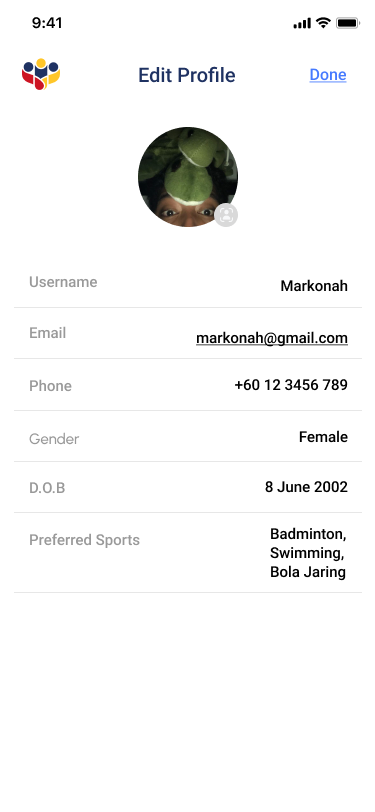 9:41
Edit Profile
Done
Username
Markonah
Email
markonah@gmail.com
Phone
+60 12 3456 789
Gender
Female
D.O.B
8 June 2002
Preferred Sports
Badminton,
Swimming,
Bola Jaring